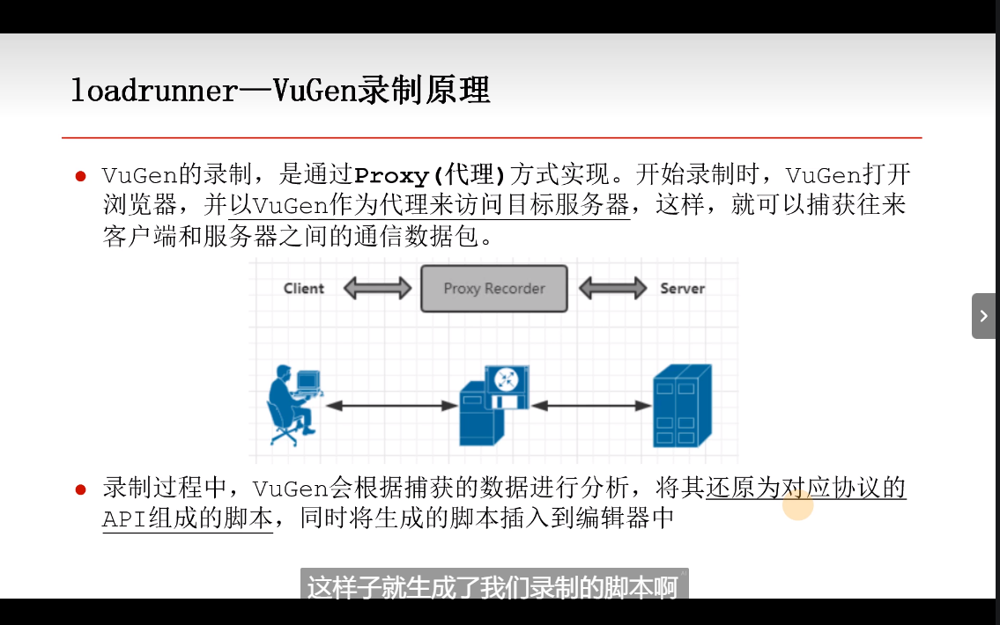 loadrunner—VuGen录制原理
VuGen的录制，是通过Proxy(代理)方式实现。开始录制时，VuGen打开
浏览器，并以VuGen作为代理来访问目标服务器，这样，就可以捕获往来
客户端和服务器之间的通信数据包。
Client
Proxy Recorder
Server
录制过程中，VuGen会根据捕获的数据进行分析，将其还原为对应协议的
API组成的脚本，同时将生成的脚本插入到编辑器中
这样子就生成了我们录制的脚本啊